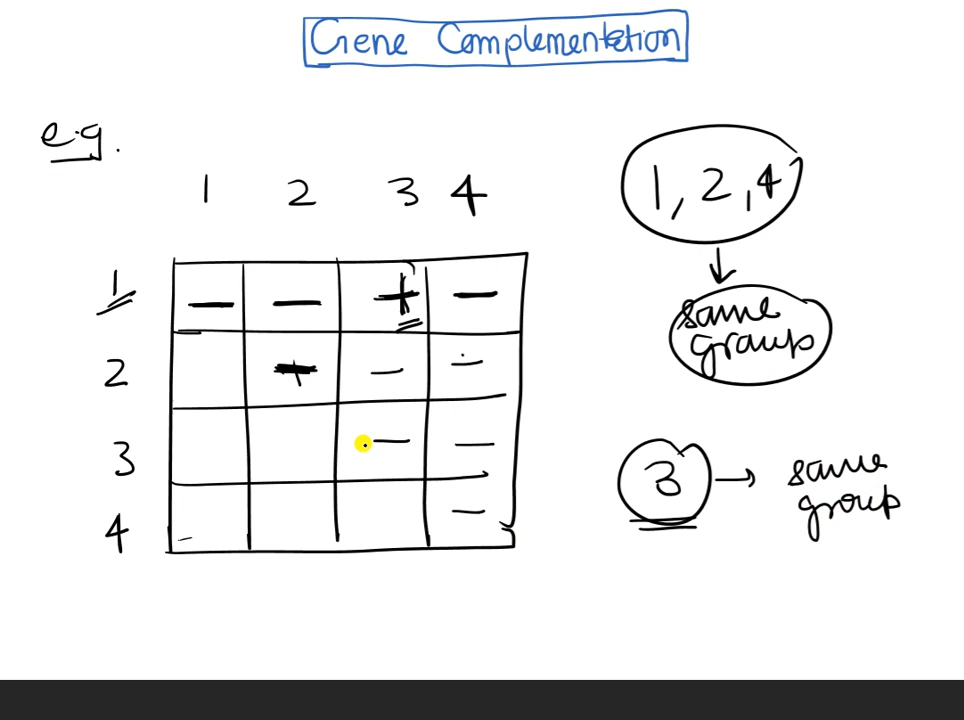 Gene Complementation
e.g.
1 2 3 4
1 — — + —
2 + — —
3 — —
4 —
1, 2, 4
same
group
3 → same
group